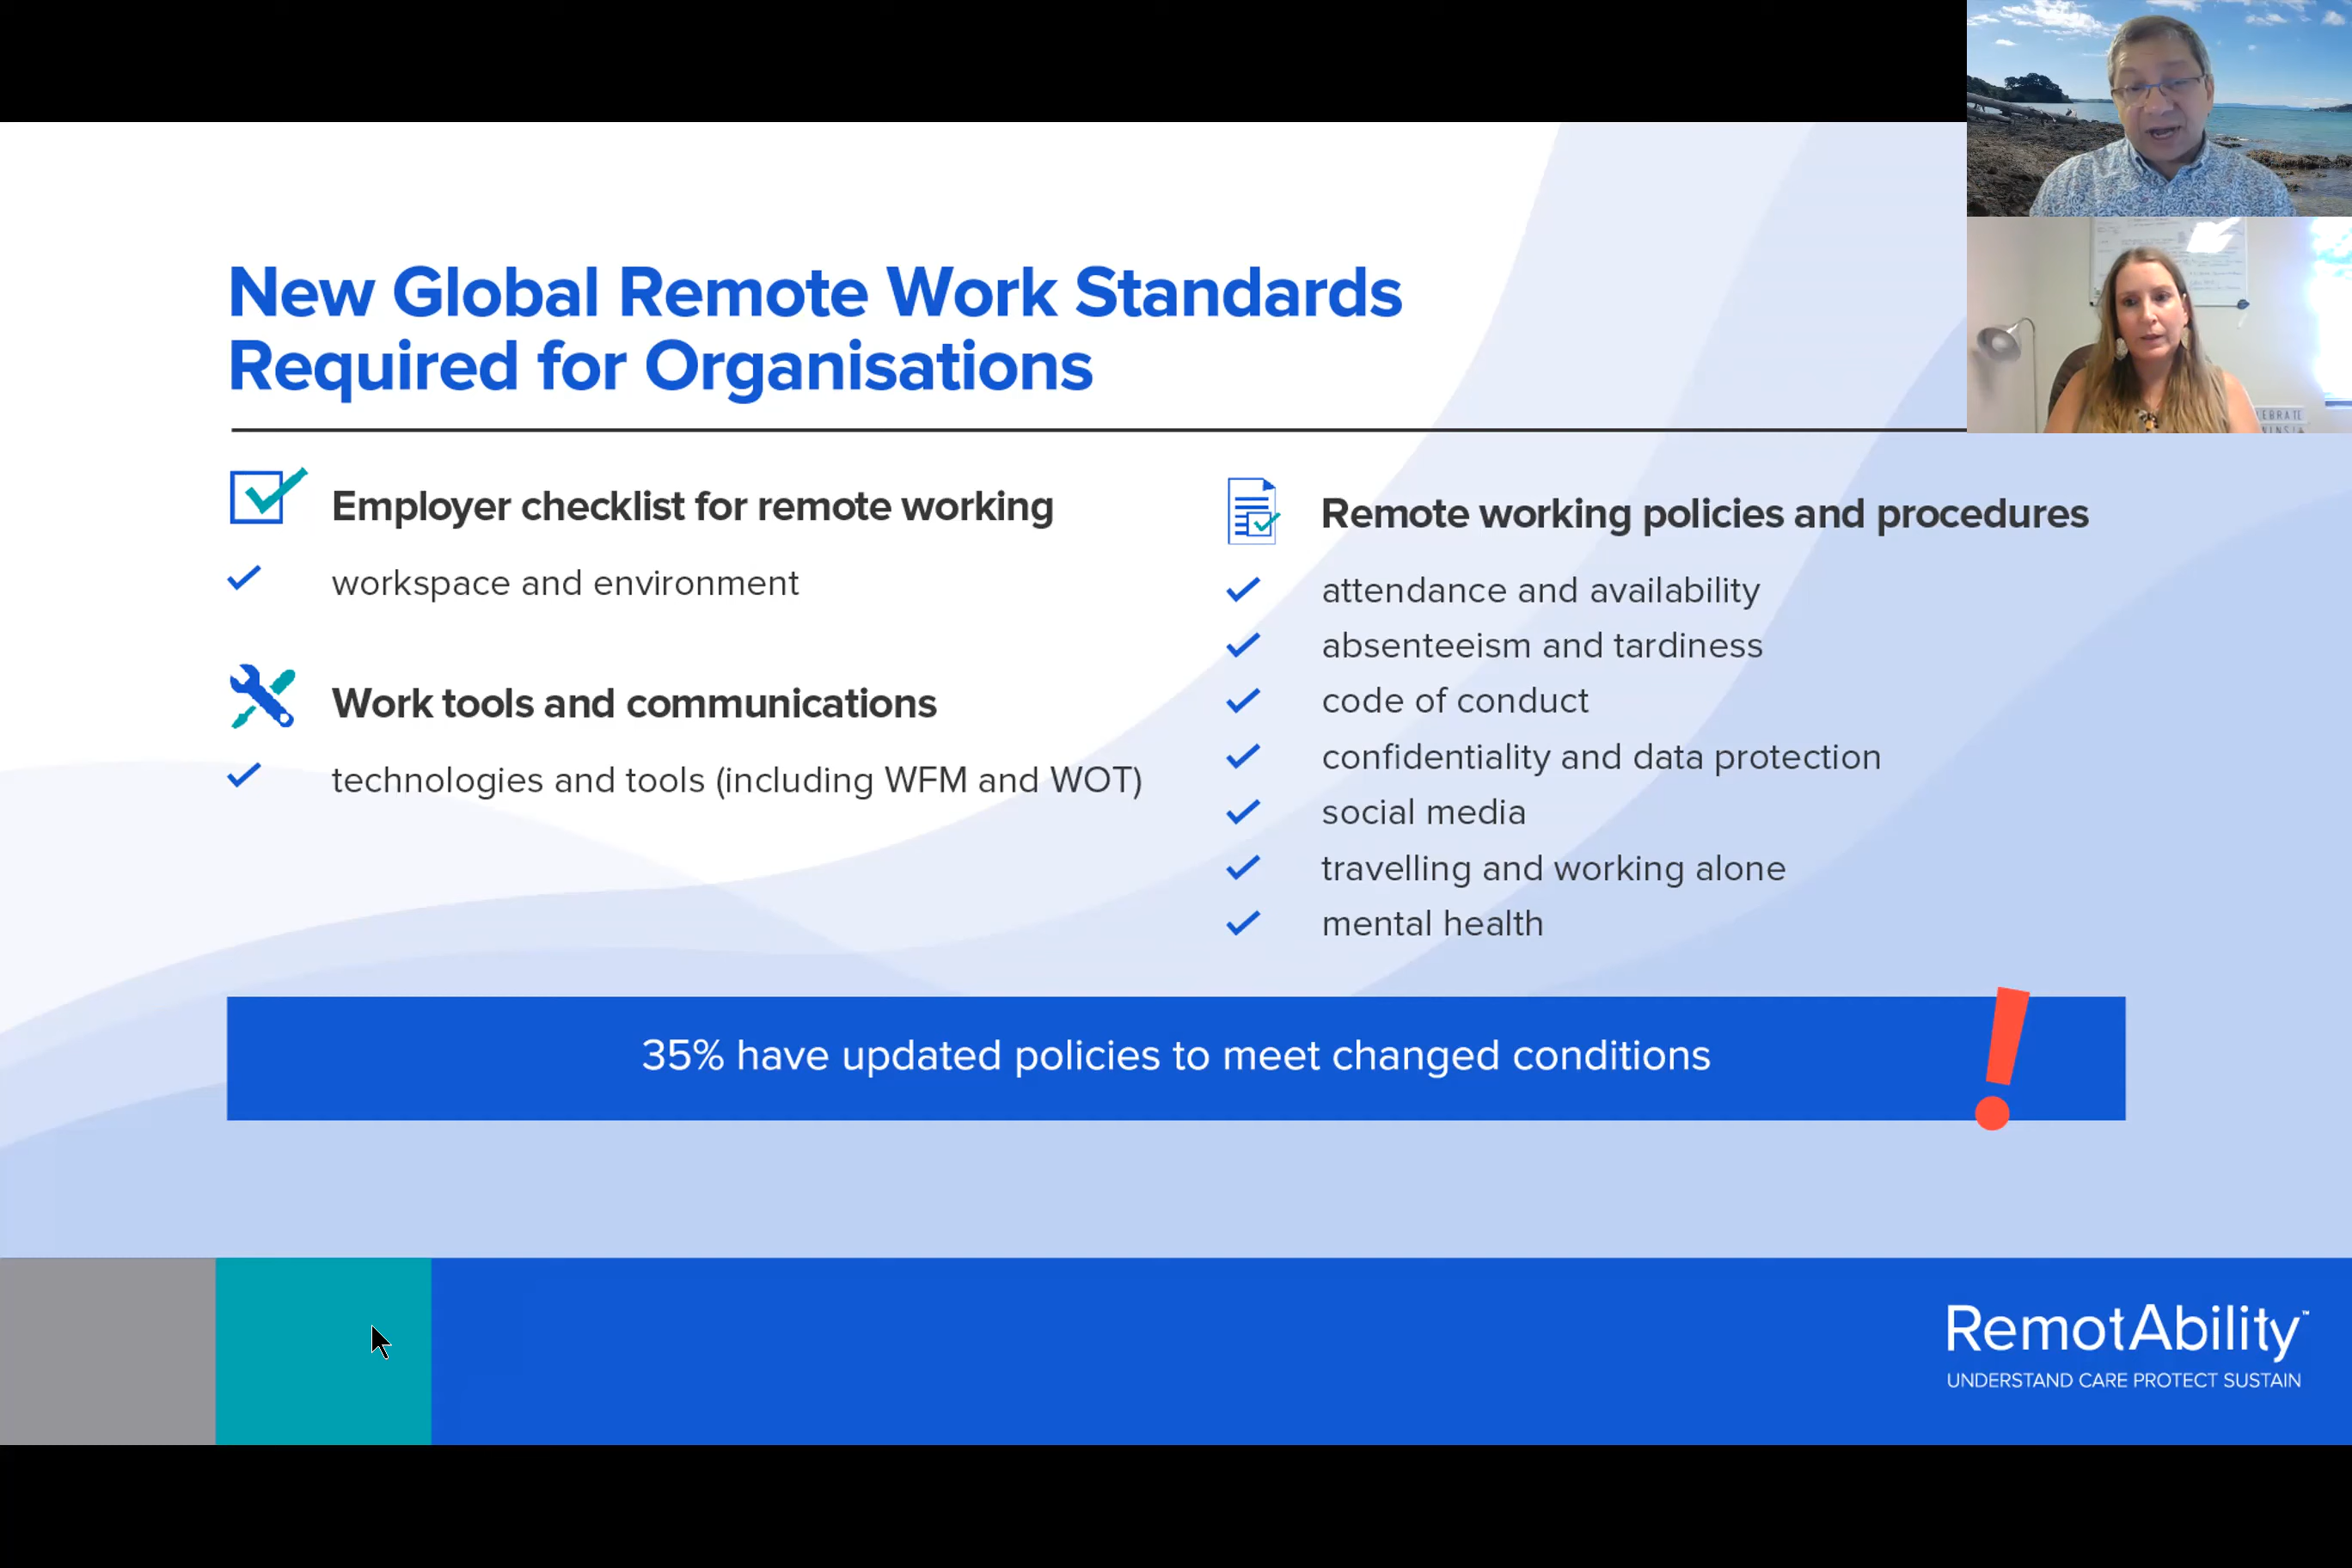 New Global Remote Work Standards
Required for Organisations
Employer checklist for remote working
workspace and environment
Work tools and communications
technologies and tools (including WFM and WOT)
Remote working policies and procedures
attendance and availability
absenteeism and tardiness
code of conduct
confidentiality and data protection
social media
travelling and working alone
mental health
35% have updated policies to meet changed conditions
RemotAbility™
UNDERSTAND CARE PROTECT SUSTAIN